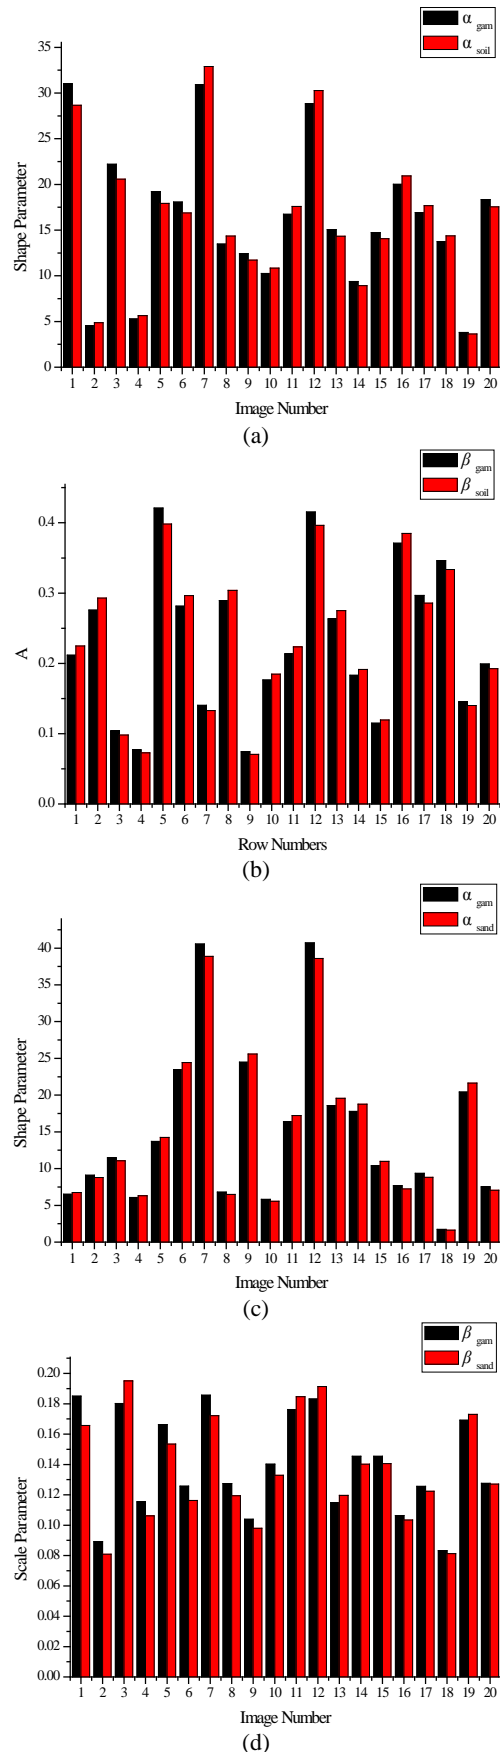 α gam
α soil
35
30
25
20
15
10
5
0
Shape Parameter
1 2 3 4 5 6 7 8 9 10 11 12 13 14 15 16 17 18 19 20
Image Number
(a)
β gam
β soil
0.4
0.3
0.2
0.1
0.0
A
1 2 3 4 5 6 7 8 9 10 11 12 13 14 15 16 17 18 19 20
Row Numbers
(b)
α gam
α sand
40
35
30
25
20
15
10
5
0
Shape Parameter
1 2 3 4 5 6 7 8 9 10 11 12 13 14 15 16 17 18 19 20
Image Number
(c)
β gam
β sand
0.20
0.18
0.16
0.14
0.12
0.10
0.08
0.06
0.04
0.02
0.00
Scale Parameter
1 2 3 4 5 6 7 8 9 10 11 12 13 14 15 16 17 18 19 20
Image Number
(d)